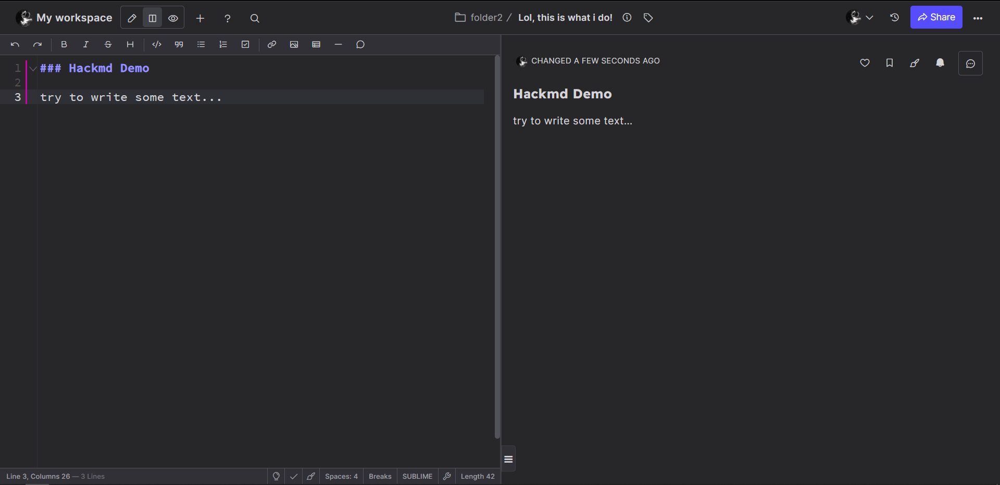 My workspace
folder2 / Lol, this is what i do!
Share
1 ### Hackmd Demo
2
3 try to write some text...
CHANGED A FEW SECONDS AGO
Hackmd Demo
try to write some text...
Line 3, Columns 26 — 3 Lines
Spaces: 4
Breaks
SUBLIME
Length 42